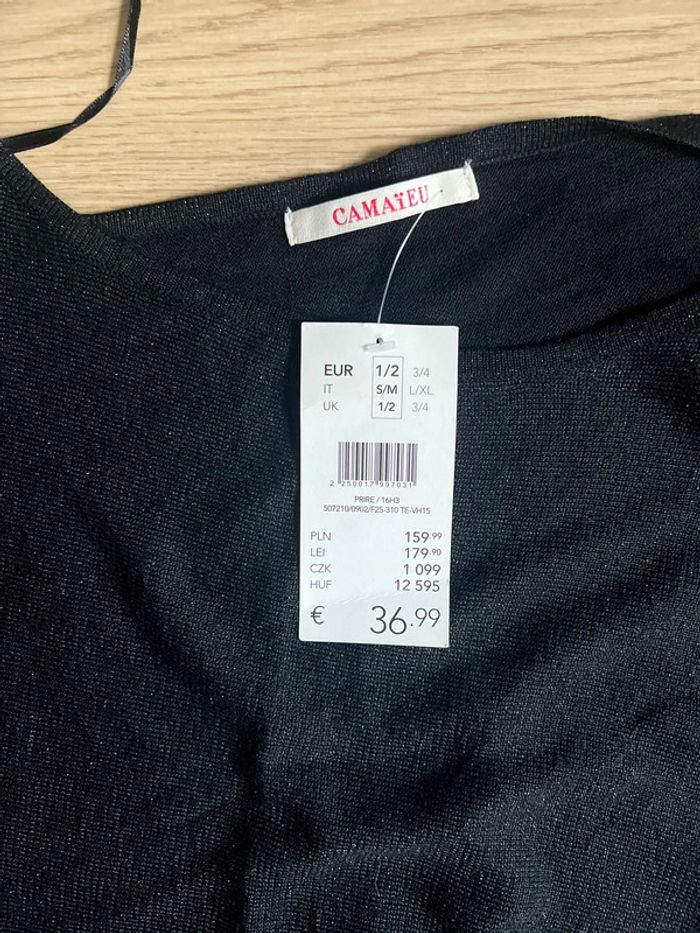 CAMAÏEU
EUR 1/2 3/4
IT S/M L/XL
UK 1/2 3/4
2 250017 997031
PRIRE / 16H3
507210/0902/F25-310 TE-VH15
PLN 159.99
LEI 179.90
CZK 1 099
HUF 12 595
€ 36.99